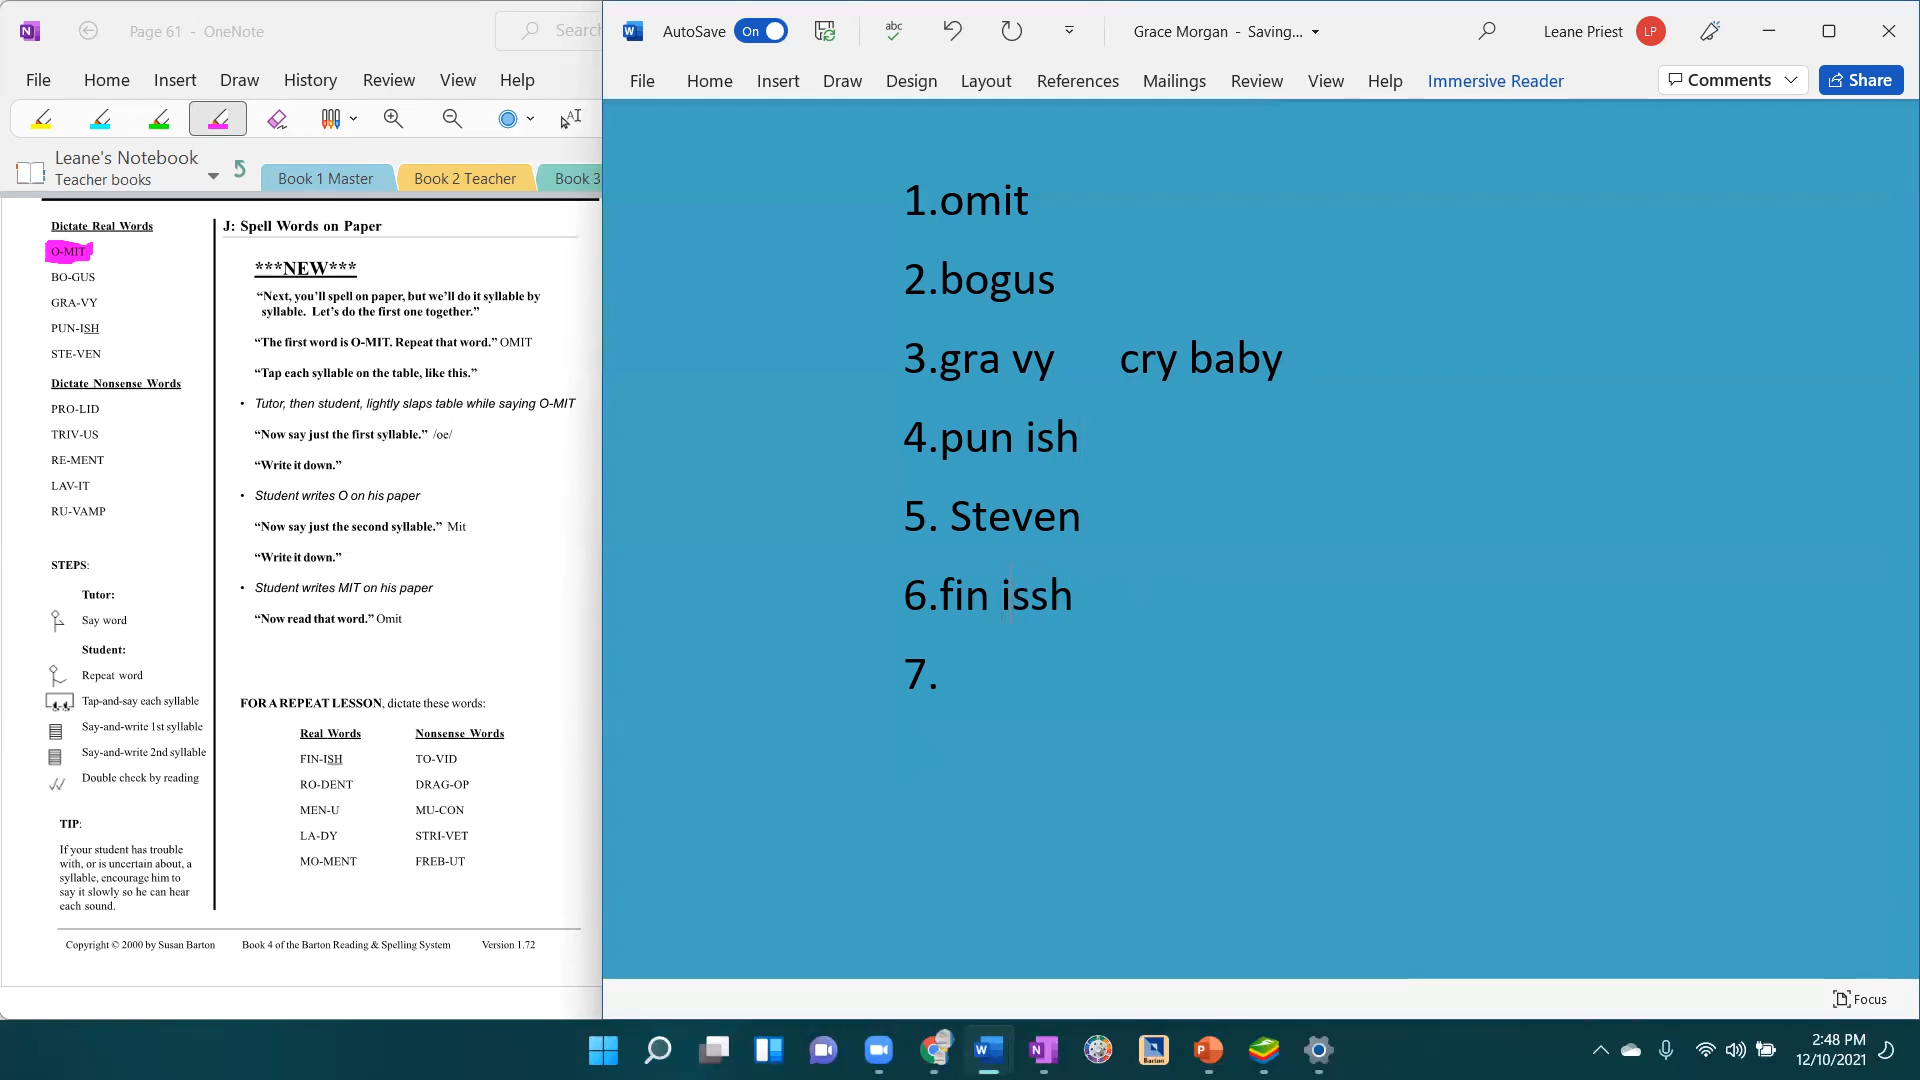 Page 61 - OneNote
Search
File Home Insert Draw History Review View Help
Leane's Notebook
Teacher books
Book 1 Master
Book 2 Teacher
Book 3
Dictate Real Words
O-MIT
BO-GUS
GRA-VY
PUN-ISH
STE-VEN
Dictate Nonsense Words
PRO-LID
TRIV-US
RE-MENT
LAV-IT
RU-VAMP
STEPS:
Tutor:
Say word
Student:
Repeat word
Tap-and-say each syllable
Say-and-write 1st syllable
Say-and-write 2nd syllable
Double check by reading
TIP:
If your student has trouble
with, or is uncertain about, a
syllable, encourage him to
say it slowly so he can hear
each sound.
J: Spell Words on Paper
***NEW***
“Next, you’ll spell on paper, but we’ll do it syllable by
syllable. Let’s do the first one together.”
“The first word is O-MIT. Repeat that word.” OMIT
“Tap each syllable on the table, like this.”
• Tutor, then student, lightly slaps table while saying O-MIT
“Now say just the first syllable.” /oe/
“Write it down.”
• Student writes O on his paper
“Now say just the second syllable.” Mit
“Write it down.”
• Student writes MIT on his paper
“Now read that word.” Omit
FOR A REPEAT LESSON, dictate these words:
Real Words Nonsense Words
FIN-ISH TO-VID
RO-DENT DRAG-OP
MEN-U MU-CON
LA-DY STRI-VET
MO-MENT FREB-UT
Copyright © 2000 by Susan Barton Book 4 of the Barton Reading & Spelling System Version 1.72
AutoSave On
abc
Grace Morgan - Saving...
Leane Priest LP
File Home Insert Draw Design Layout References Mailings Review View Help Immersive Reader
Comments
Share
1.omit
2.bogus
3.gra vy cry baby
4.pun ish
5. Steven
6.fin issh
7.
Focus
Barton
2:48 PM
12/10/2021